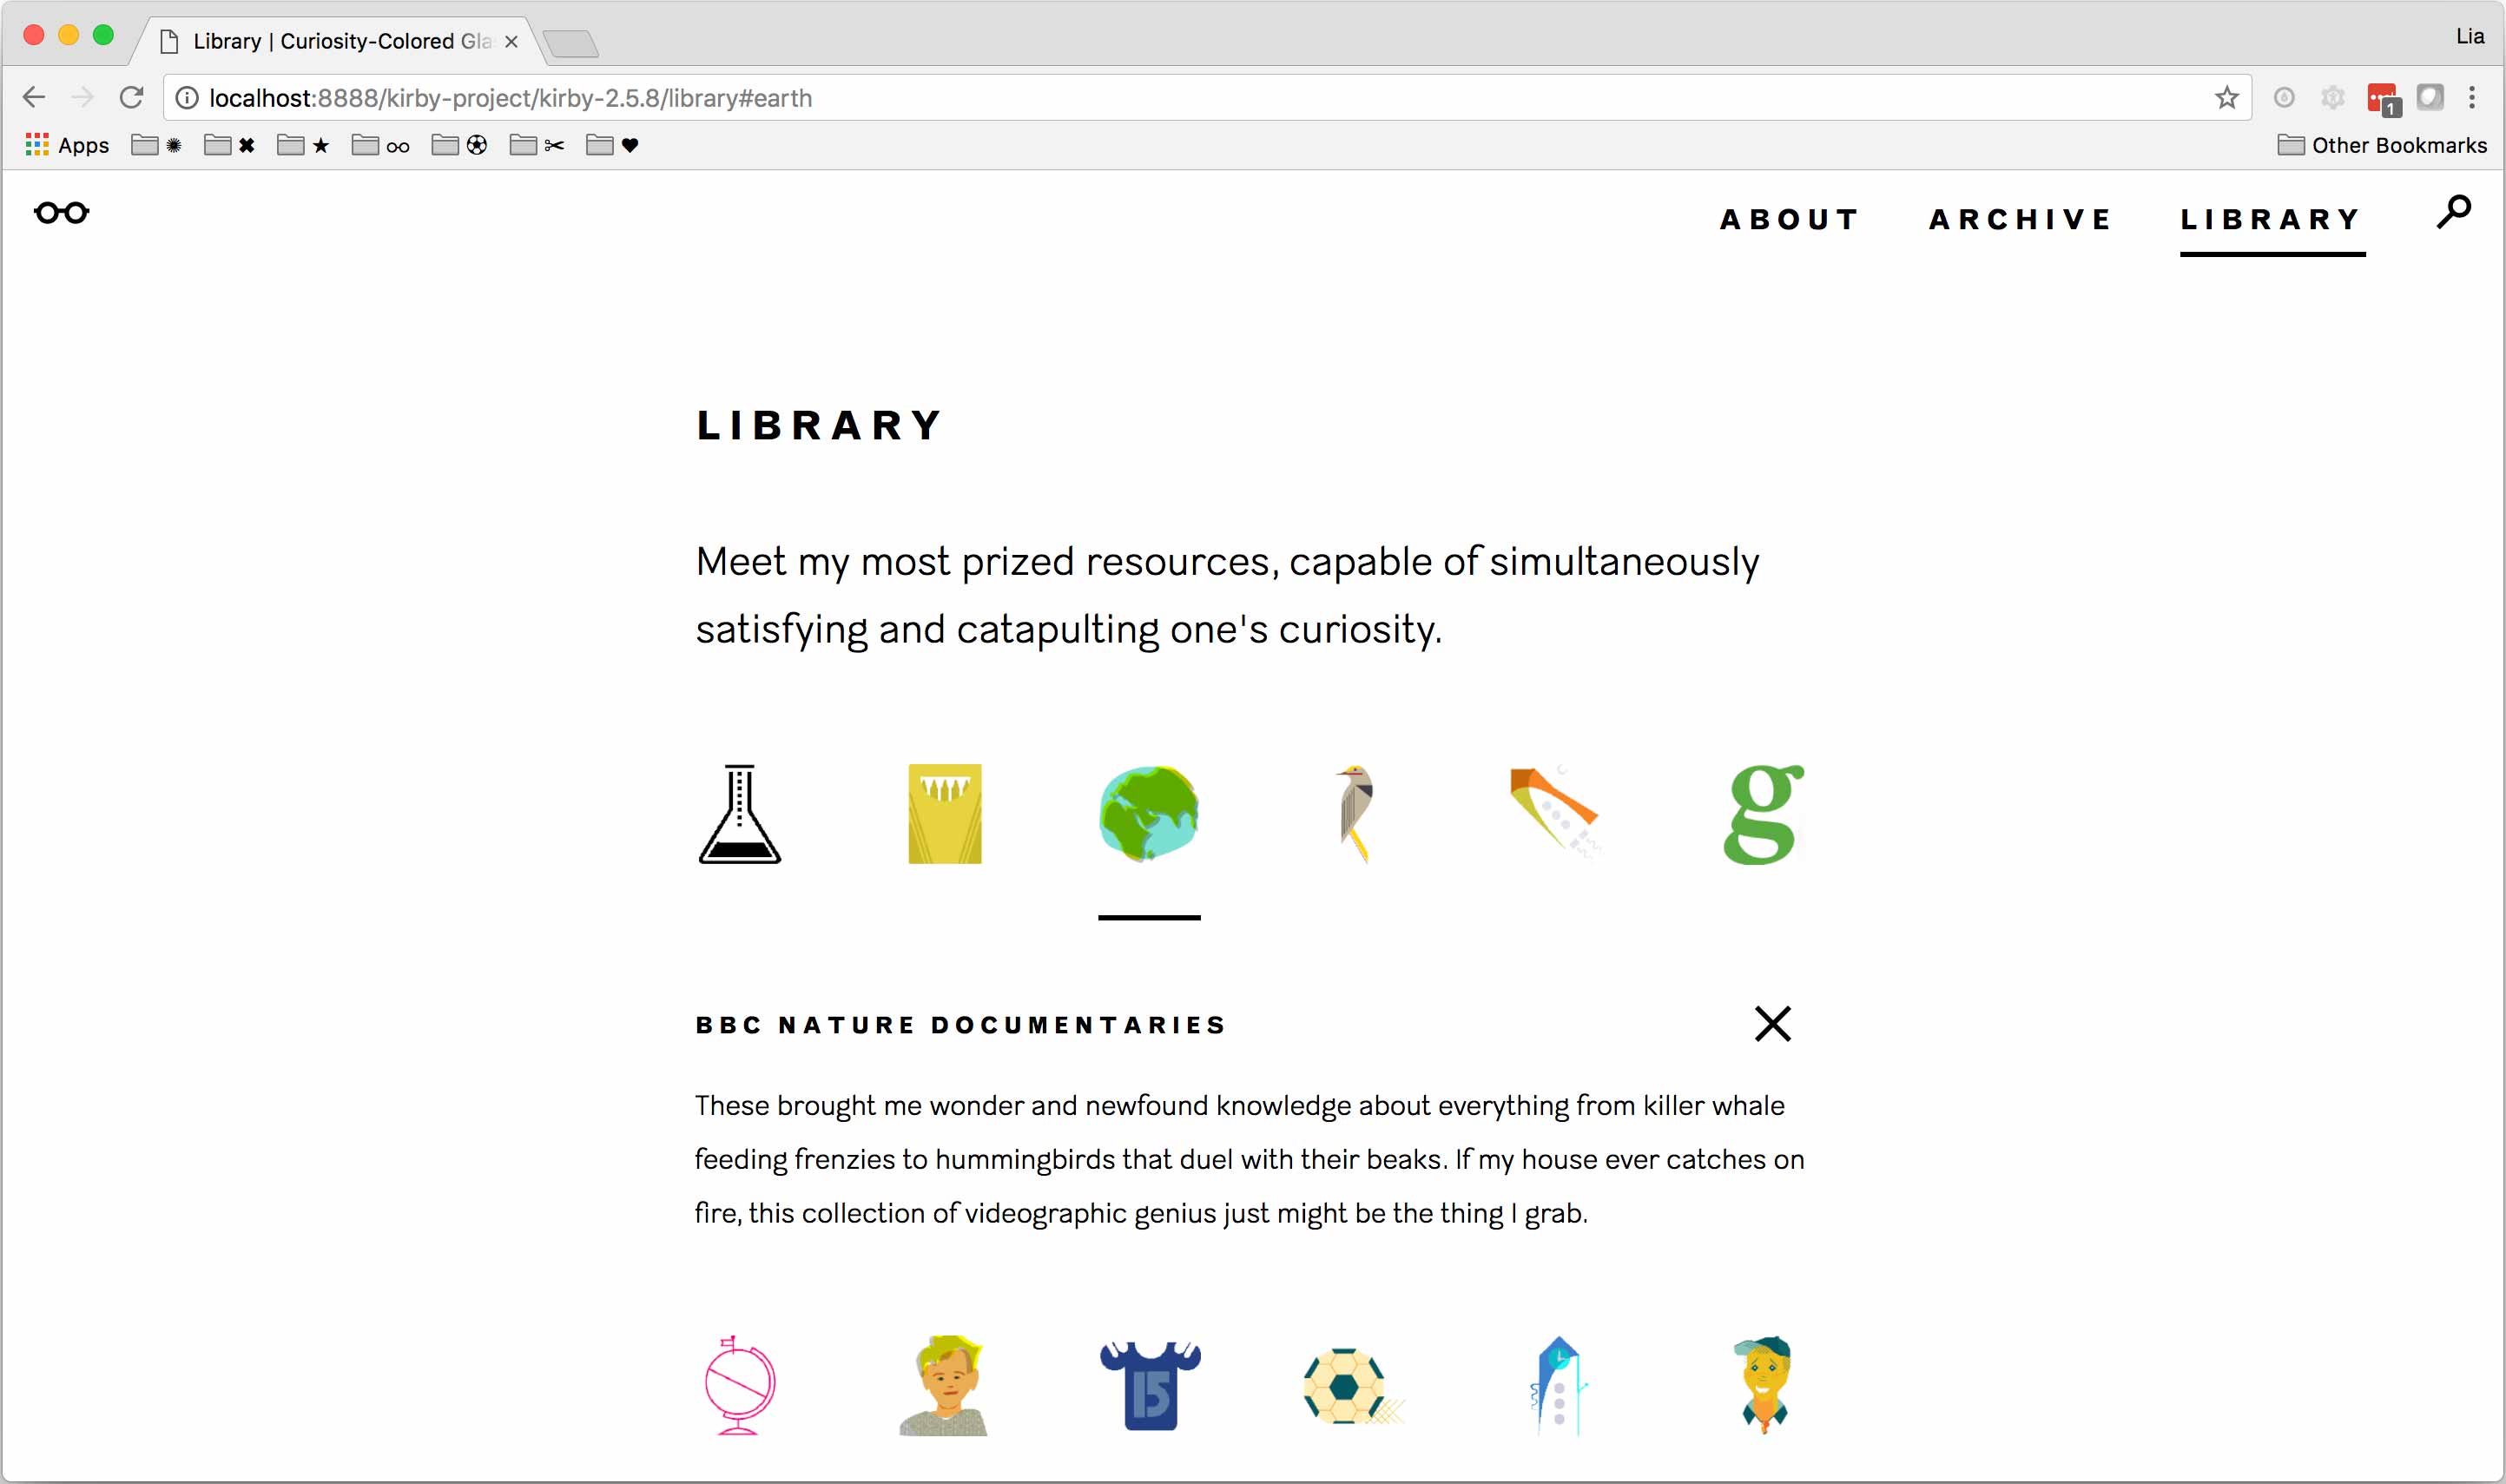 Library | Curiosity-Colored Gla
Lia
localhost:8888/kirby-project/kirby-2.5.8/library#earth
1
Apps
Other Bookmarks
ABOUT ARCHIVE LIBRARY
LIBRARY
Meet my most prized resources, capable of simultaneously
satisfying and catapulting one's curiosity.
g
BBC NATURE DOCUMENTARIES
These brought me wonder and newfound knowledge about everything from killer whale
feeding frenzies to hummingbirds that duel with their beaks. If my house ever catches on
fire, this collection of videographic genius just might be the thing I grab.
15